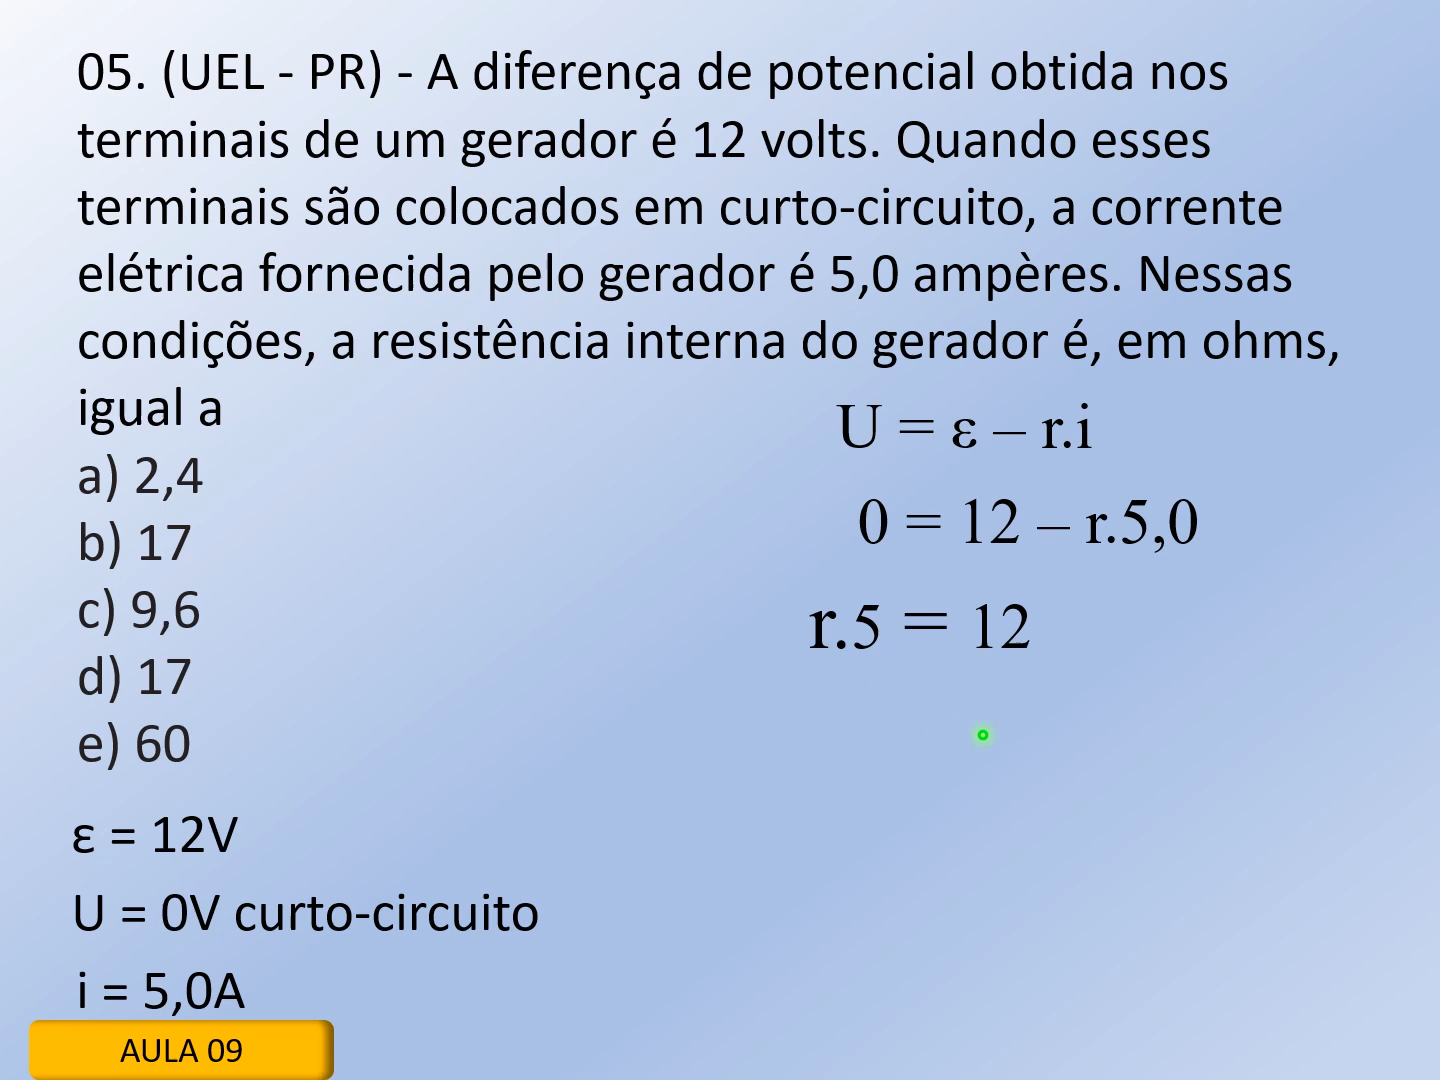 05. (UEL - PR) - A diferença de potencial obtida nos
terminais de um gerador é 12 volts. Quando esses
terminais são colocados em curto-circuito, a corrente
elétrica fornecida pelo gerador é 5,0 ampères. Nessas
condições, a resistência interna do gerador é, em ohms,
igual a
a) 2,4
b) 17
c) 9,6
d) 17
e) 60
U = ε – r.i
0 = 12 – r.5,0
r.5 = 12
ε = 12V
U = 0V curto-circuito
i = 5,0A
AULA 09